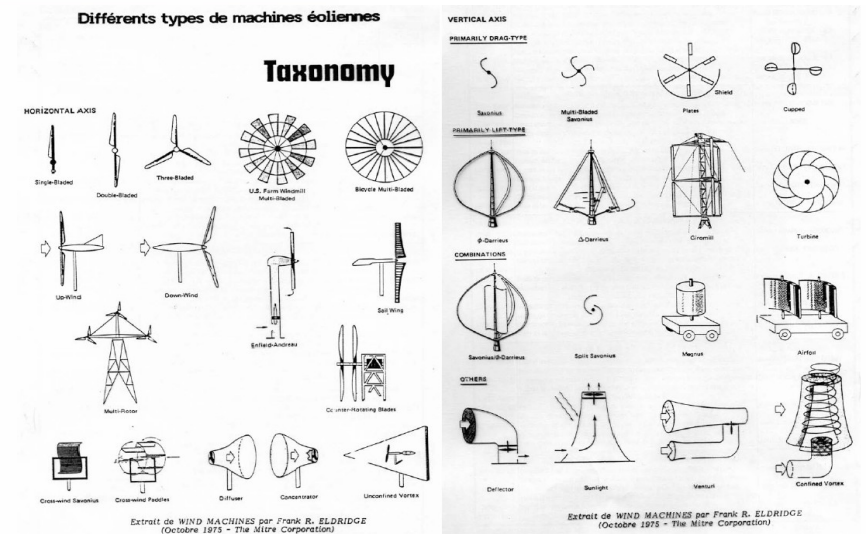 Différents types de machines éoliennes
Taxonomy
HORIZONTAL AXIS
Single-Bladed
Double-Bladed
Three-Bladed
U.S. Farm Windmill
Multi-Bladed
Bicycle Multi-Bladed
Up-Wind
Down-Wind
Enfield-Andreau
Sail Wing
Multi-Rotor
Counter-Rotating Blades
Cross-wind Savonius
Cross-wind Paddles
Diffuser
Concentrator
Unconfined Vortex
Extrait de WIND MACHINES par Frank R. ELDRIDGE
(Octobre 1975 - The Mitre Corporation)
VERTICAL AXIS
PRIMARILY DRAG-TYPE
Savonius
Multi-Bladed
Savonius
Plates
Shield
Cupped
PRIMARILY LIFT-TYPE
ϕ-Darrieus
Δ-Darrieus
Giromill
Turbine
COMBINATIONS
Savonius/ϕ-Darrieus
Split Savonius
Magnus
Airfoil
OTHERS
Deflector
Sunlight
Venturi
Confined Vortex
Extrait de WIND MACHINES par Frank R. ELDRIDGE
(Octobre 1975 - The Mitre Corporation)